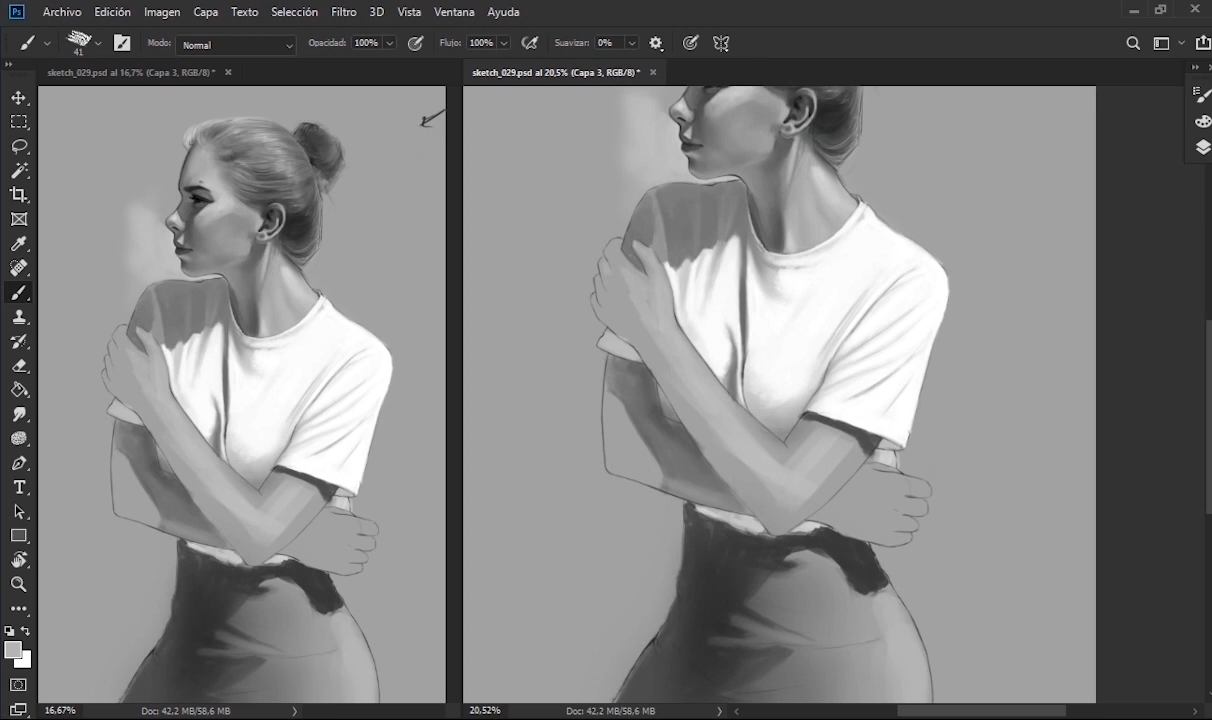 Ps Archivo Edición Imagen Capa Texto Selección Filtro 3D Vista Ventana Ayuda
41 Modo: Normal Opacidad: 100% Flujo: 100% Suavizar: 0%
sketch_029.psd al 16,7% (Capa 3, RGB/8) * sketch_029.psd al 20,5% (Capa 3, RGB/8) *
T
16,67% Doc: 42,2 MB/58,6 MB 20,52% Doc: 42,2 MB/58,6 MB